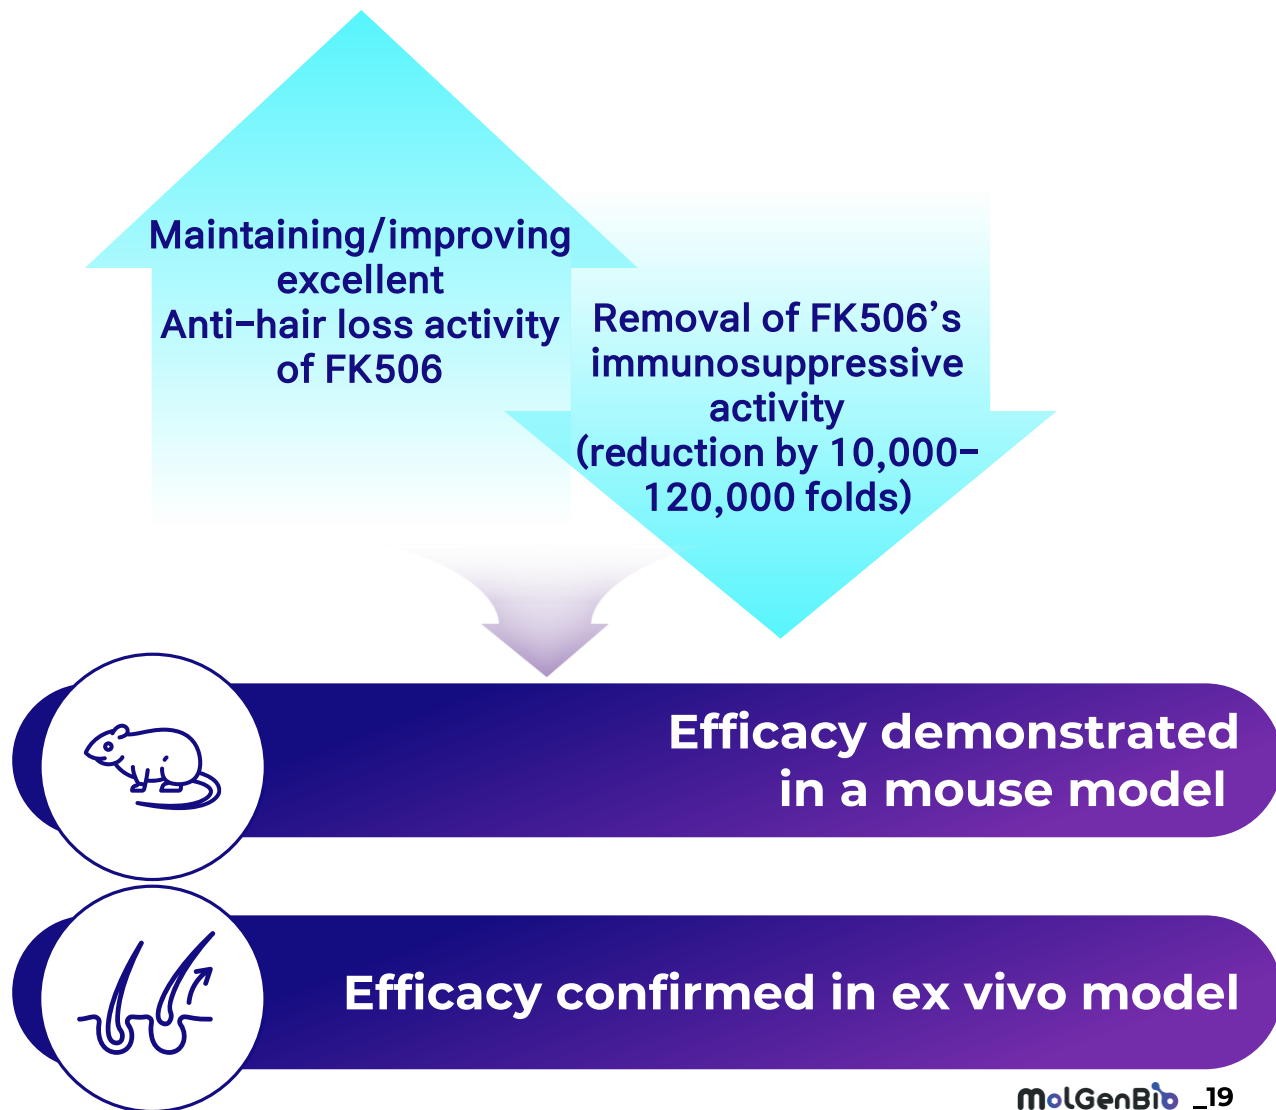 Maintaining/improving
excellent
Anti-hair loss activity
of FK506
Removal of FK506’s
immunosuppressive
activity
(reduction by 10,000-
120,000 folds)
Efficacy demonstrated
in a mouse model
Efficacy confirmed in ex vivo model
MolGenBio _19